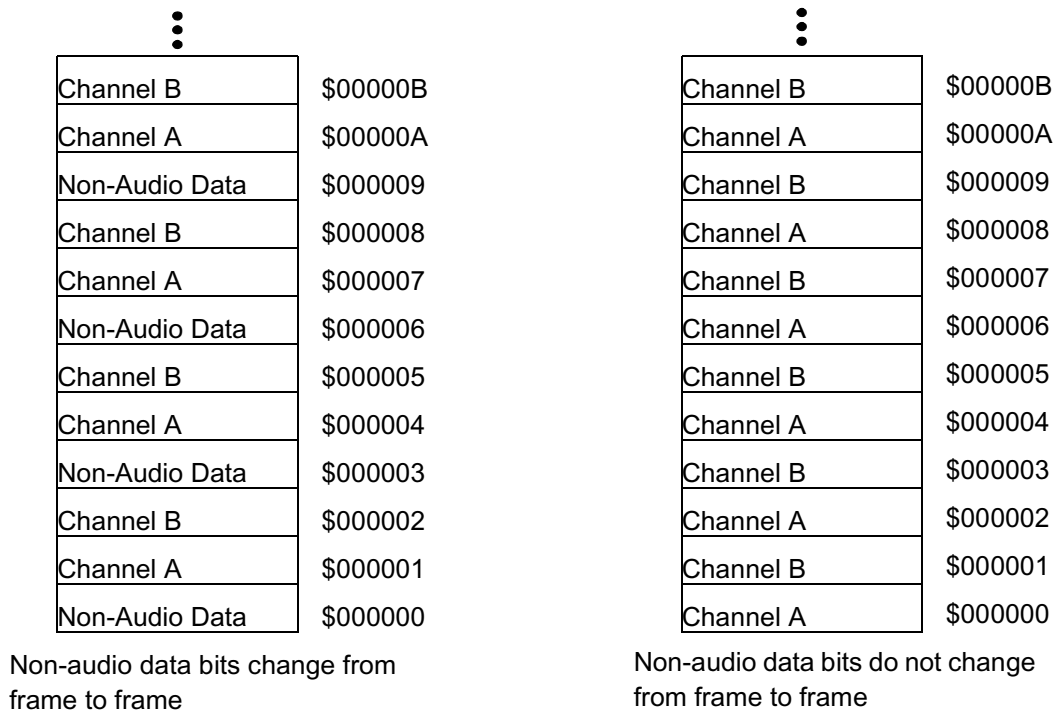 Channel B $00000B
Channel A $00000A
Non-Audio Data $000009
Channel B $000008
Channel A $000007
Non-Audio Data $000006
Channel B $000005
Channel A $000004
Non-Audio Data $000003
Channel B $000002
Channel A $000001
Non-Audio Data $000000
Non-audio data bits change from
frame to frame
Channel B $00000B
Channel A $00000A
Channel B $000009
Channel A $000008
Channel B $000007
Channel A $000006
Channel B $000005
Channel A $000004
Channel B $000003
Channel A $000002
Channel B $000001
Channel A $000000
Non-audio data bits do not change
from frame to frame